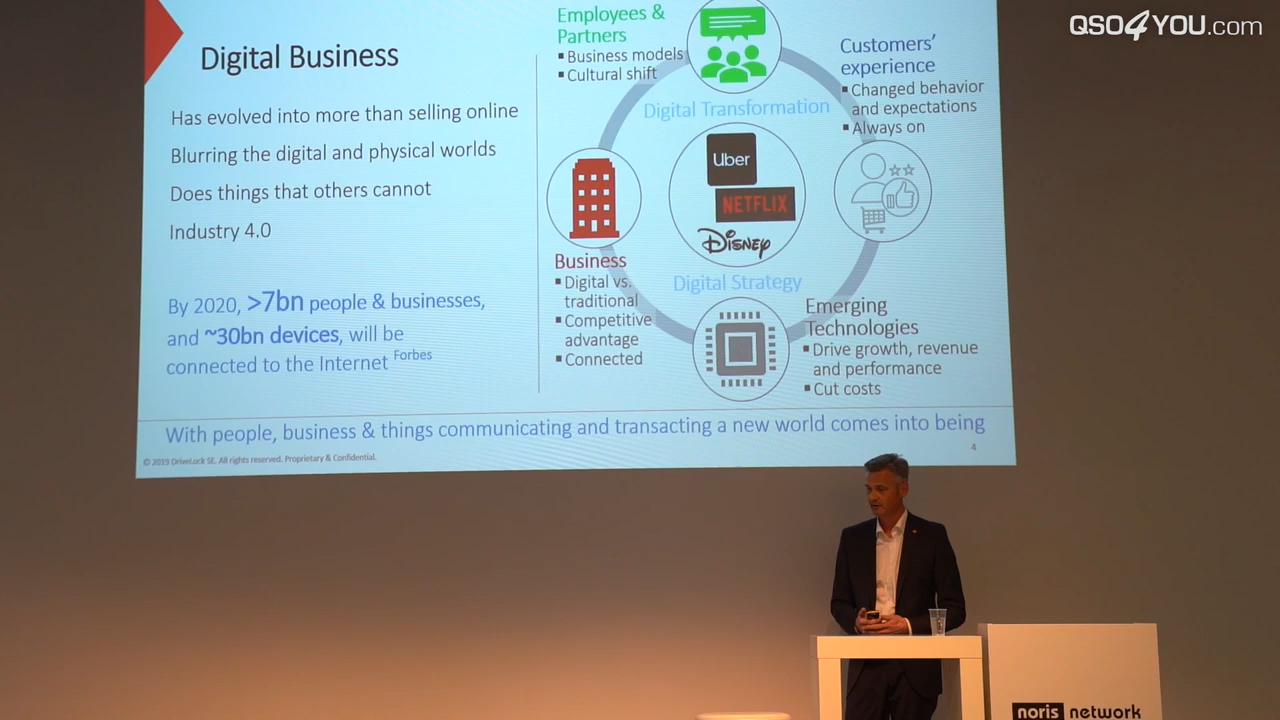 QSO4YOU.com
Digital Business
Has evolved into more than selling online
Blurring the digital and physical worlds
Does things that others cannot
Industry 4.0
By 2020, >7bn people & businesses,
and ~30bn devices, will be
connected to the Internet Forbes
Employees &
Partners
▪ Business models
▪ Cultural shift
Customers'
experience
▪ Changed behavior
and expectations
▪ Always on
Digital Transformation
Uber
NETFLIX
Disney
Digital Strategy
Business
▪ Digital vs.
traditional
▪ Competitive
advantage
▪ Connected
Emerging
Technologies
▪ Drive growth, revenue
and performance
▪ Cut costs
With people, business & things communicating and transacting a new world comes into being
© 2019 DriveLock SE. All rights reserved. Proprietary & Confidential.
4
noris network